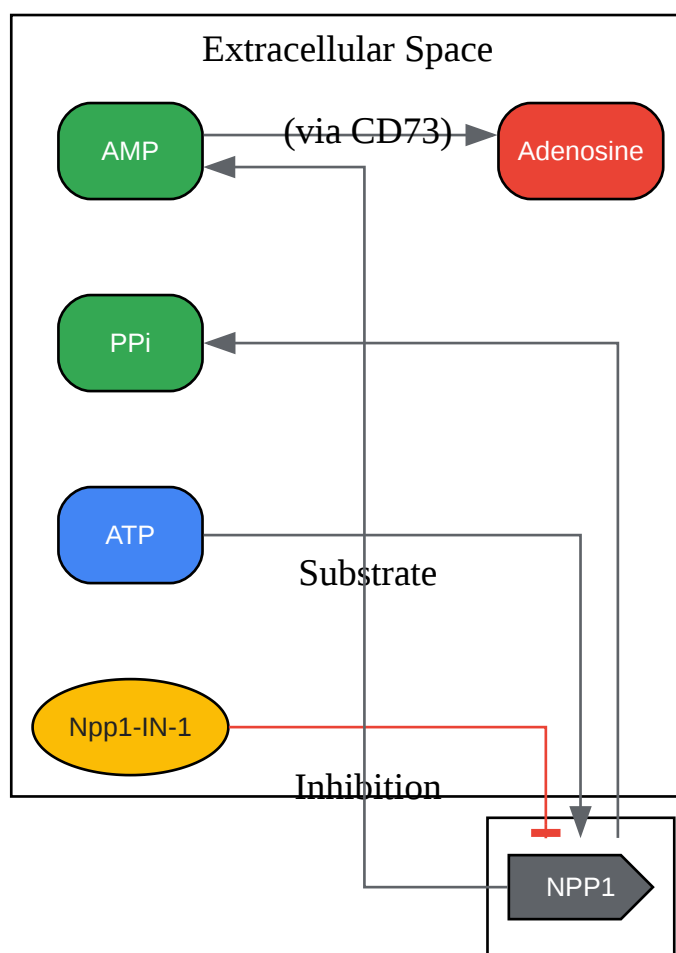 Extracellular Space
AMP
(via CD73)
Adenosine
PPi
ATP
Substrate
Npp1-IN-1
Inhibition
NPP1